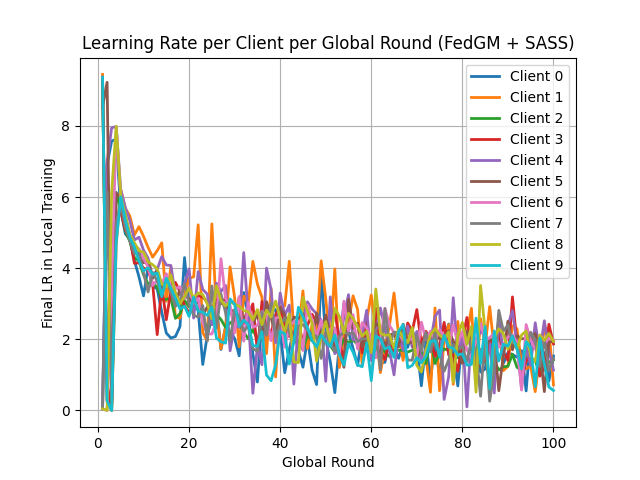 Learning Rate per Client per Global Round (FedGM + SASS)
Final LR in Local Training
8
6
4
2
0
0 20 40 60 80 100
Global Round
Client 0
Client 1
Client 2
Client 3
Client 4
Client 5
Client 6
Client 7
Client 8
Client 9